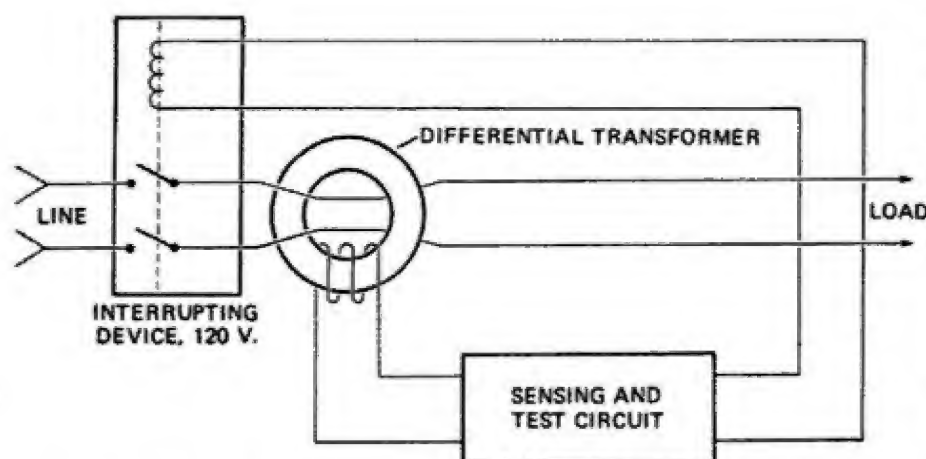 DIFFERENTIAL TRANSFORMER
LINE
LOAD
INTERRUPTING
DEVICE, 120 V.
SENSING AND
TEST CIRCUIT